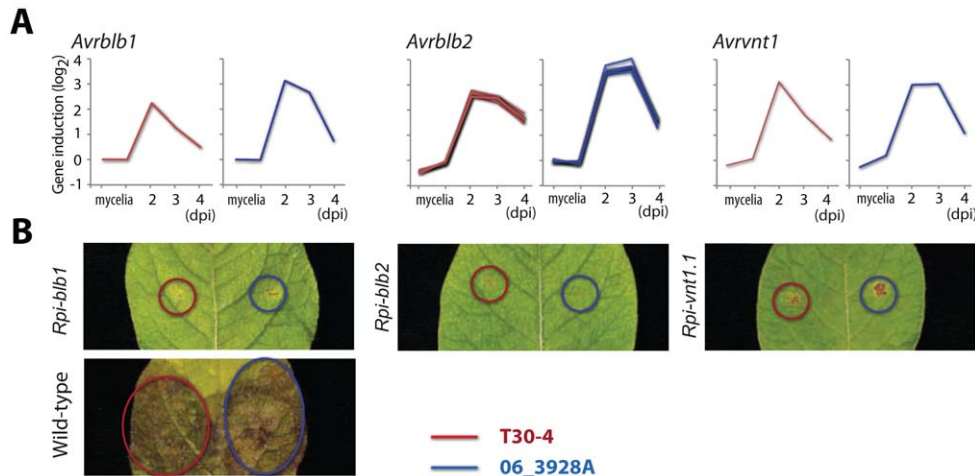 A
Avrblb1
Avrblb2
Avrvnt1
Gene induction (log2)
4
3
2
1
0
-1
mycelia 2 3 4
(dpi)
mycelia 2 3 4
(dpi)
mycelia 2 3 4
(dpi)
mycelia 2 3 4
(dpi)
mycelia 2 3 4
(dpi)
mycelia 2 3 4
(dpi)
B
Rpi-blb1
Rpi-blb2
Rpi-vnt1.1
Wild-type
T30-4
06_3928A